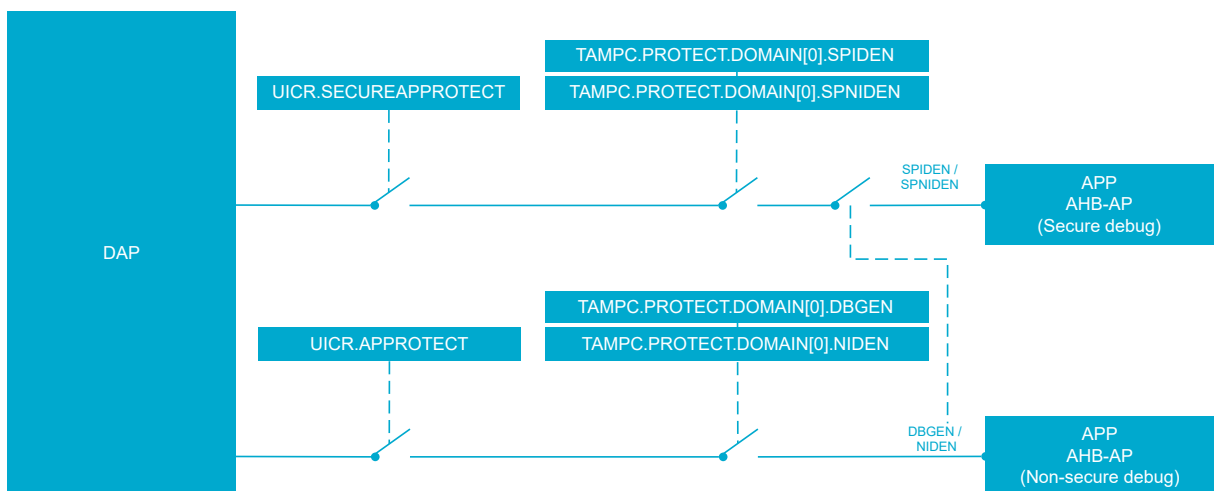 DAP
TAMPC.PROTECT.DOMAIN[0].SPIDEN
UICR.SECUREAPPROTECT
TAMPC.PROTECT.DOMAIN[0].SPNIDEN
SPIDEN /
SPNIDEN
APP
AHB-AP
(Secure debug)
TAMPC.PROTECT.DOMAIN[0].DBGEN
UICR.APPROTECT
TAMPC.PROTECT.DOMAIN[0].NIDEN
DBGEN /
NIDEN
APP
AHB-AP
(Non-secure debug)